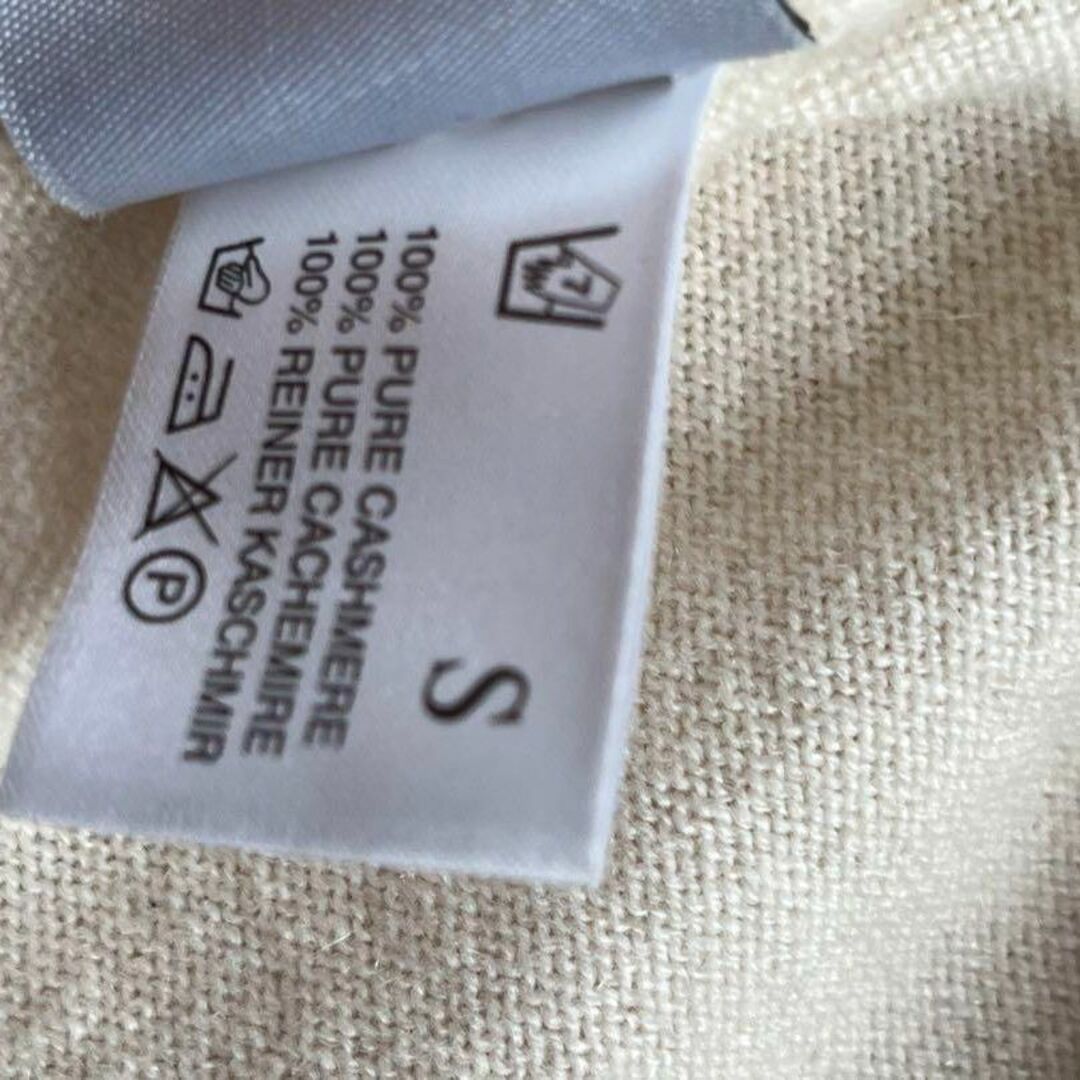 100% PURE CASHMERE
100% PURE CACHEMIRE
100% REINER KASCHMIR
P
S